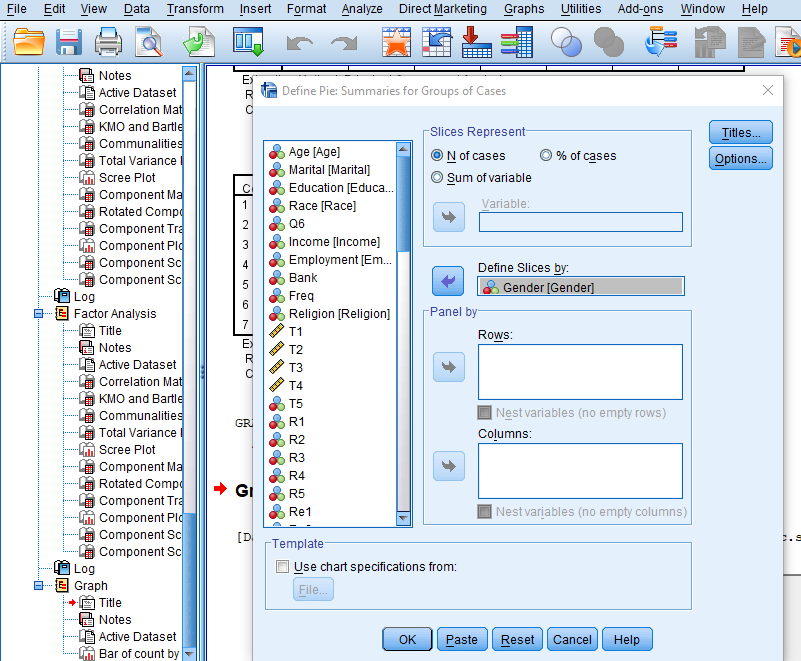 File Edit View Data Transform Insert Format Analyze Direct Marketing Graphs Utilities Add-ons Window Help
Notes
Active Dataset
Correlation Mat
KMO and Bartle
Communalities
Total Variance
Scree Plot
Component Ma
Rotated Compo
Component Tra
Component Plo
Component Sc
Component Sc
Log
Factor Analysis
Title
Notes
Active Dataset
Correlation Mat
KMO and Bartle
Communalities
Total Variance
Scree Plot
Component Ma
Rotated Compo
Component Tra
Component Plo
Component Sc
Component Sc
Log
Graph
Title
Notes
Active Dataset
Bar of count by
Ex
R
C
Co
1
2
3
4
5
6
7
Ex
R
C
GRA
Gr
[Da
c.s
Define Pie: Summaries for Groups of Cases
Age [Age]
Marital [Marital]
Education [Educa...
Race [Race]
Q6
Income [Income]
Employment [Em...
Bank
Freq
Religion [Religion]
T1
T2
T3
T4
T5
R1
R2
R3
R4
R5
Re1
Slices Represent
N of cases % of cases
Sum of variable
Variable:
Define Slices by:
Gender [Gender]
Panel by
Rows:
Nest variables (no empty rows)
Columns:
Nest variables (no empty columns)
Titles...
Options...
Template
Use chart specifications from:
File...
OK Paste Reset Cancel Help